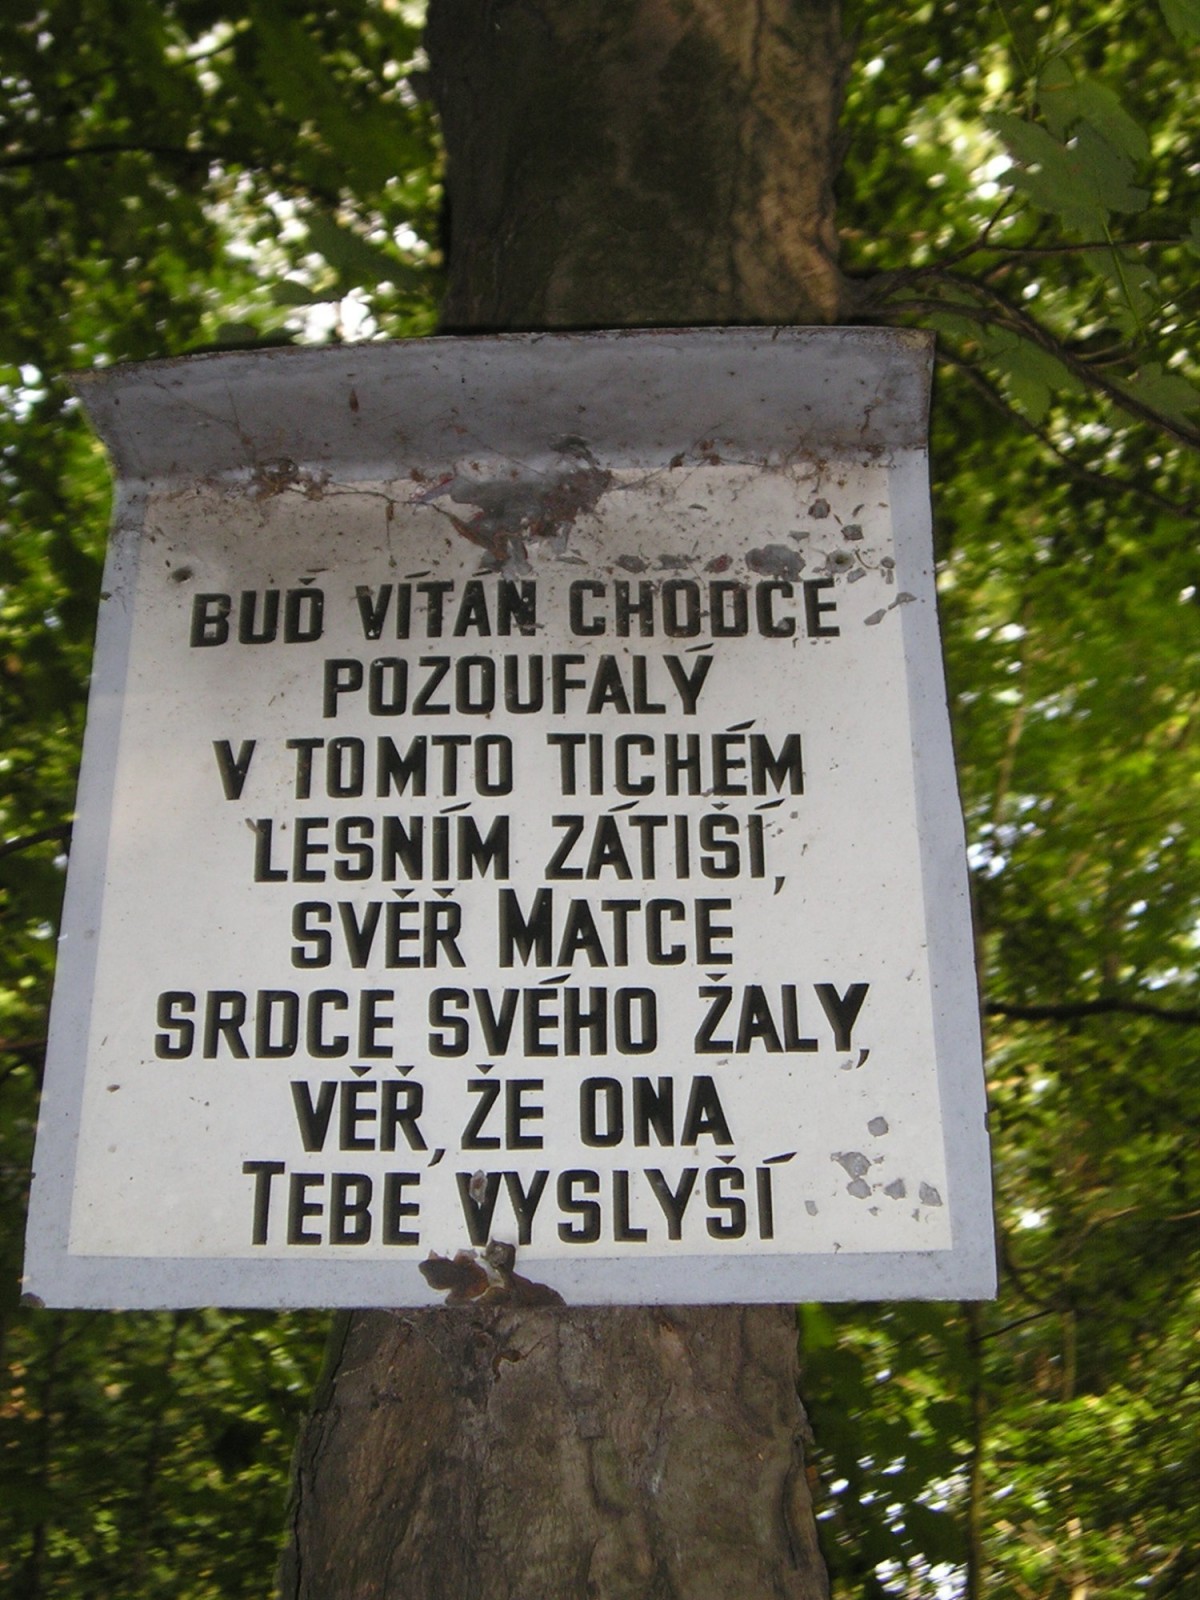 BUĎ VÍTÁN CHODCE
POZOUFALÝ
V TOMTO TICHÉM
LESNÍM ZÁTIŠÍ,
SVĚŘ MATCE
SRDCE SVÉHO ŽALY,
VĚŘ, ŽE ONA
TEBE VYSLYŠÍ